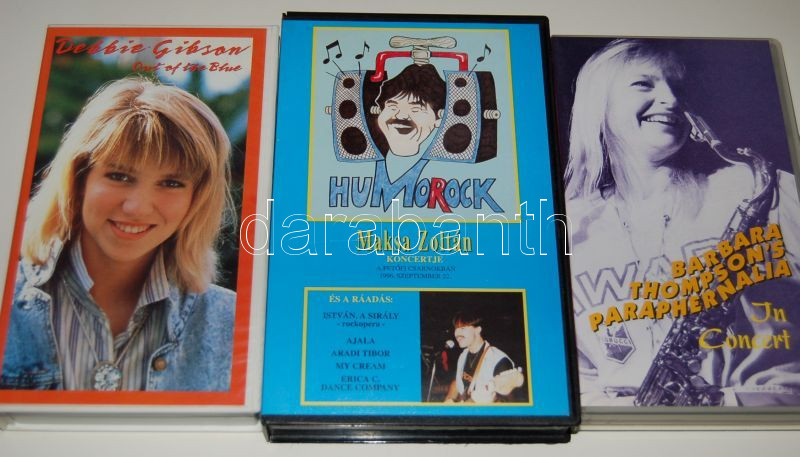 Debbie Gibson
Out of the Blue
HUMOROCK
Maksa Zoltán
KONCERTJE
A PETŐFI CSARNOKBAN
1996. SZEPTEMBER 22.
ÉS A RÁADÁS:
ISTVÁN, A SIRÁLY
- rockopera -
AJALA
ARADI TIBOR
MY CREAM
ERICA C.
DANCE COMPANY
BARBARA
THOMPSON'S
PARAPHERNALIA
In
Concert
darabanth